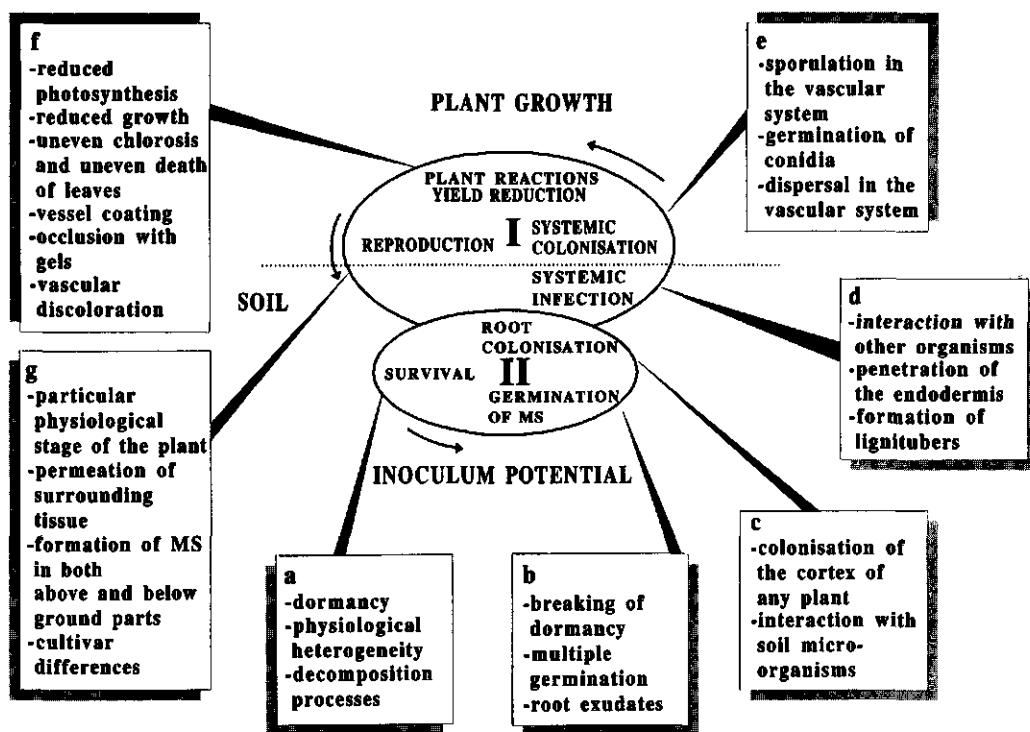 f
-reduced
photosynthesis
-reduced growth
-uneven chlorosis
and uneven death
of leaves
-vessel coating
-occlusion with
gels
-vascular
discoloration
PLANT GROWTH
e
-sporulation in
the vascular
system
-germination of
conidia
-dispersal in the
vascular system
PLANT REACTIONS
YIELD REDUCTION
REPRODUCTION
I
SYSTEMIC
COLONISATION
SYSTEMIC
INFECTION
SOIL
ROOT
COLONISATION
SURVIVAL
II
GERMINATION
OF MS
INOCULUM POTENTIAL
d
-interaction with
other organisms
-penetration of
the endodermis
-formation of
lignitubers
g
-particular
physiological
stage of the plant
-permeation of
surrounding
tissue
-formation of MS
in both
above and below
ground parts
-cultivar
differences
a
-dormancy
-physiological
heterogeneity
-decomposition
processes
b
-breaking of
dormancy
-multiple
germination
-root exudates
c
-colonisation of
the cortex of
any plant
-interaction with
soil micro-
organisms